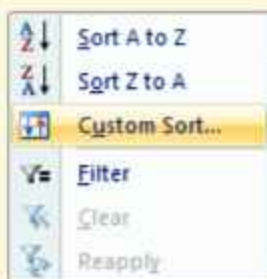 Sort A to Z
Sort Z to A
Custom Sort...
Filter
Clear
Reapply